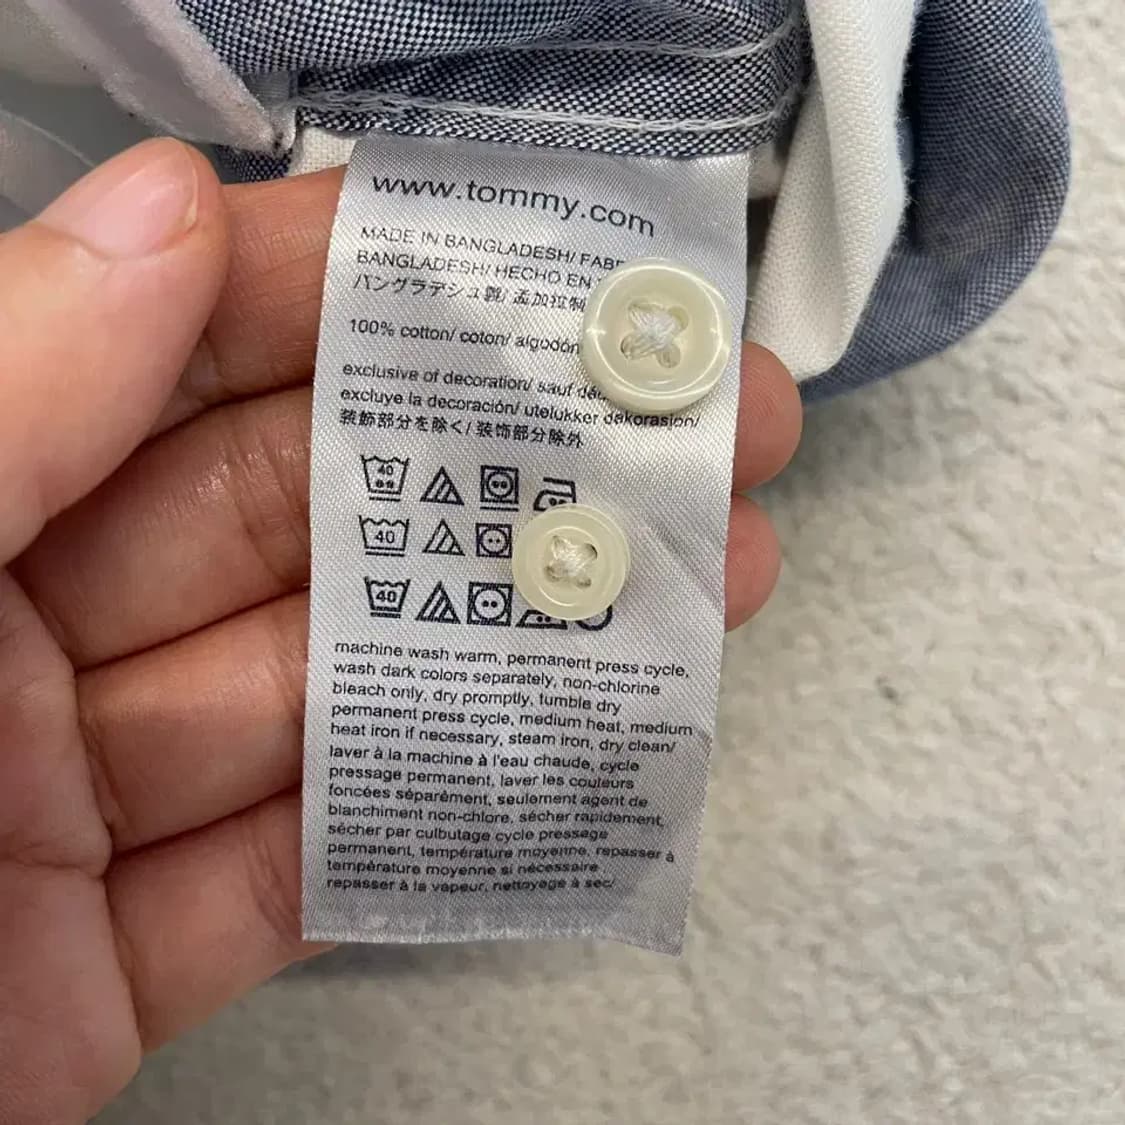 www.tommy.com
MADE IN BANGLADESH/ FABR
BANGLADESH/ HECHO EN
バングラデシュ製/ 孟加拉制
100% cotton/ coton/ algodón
exclusive of decoration/ sauf déc
excluye la decoración/ utelukker dekorasjon/
装飾部分を除く/ 装饰部分除外
40
40
40
machine wash warm, permanent press cycle,
wash dark colors separately, non-chlorine
bleach only, dry promptly, tumble dry
permanent press cycle, medium heat, medium
heat iron if necessary, steam iron, dry clean/
laver à la machine à l'eau chaude, cycle
pressage permanent, laver les couleurs
foncées séparément, seulement agent de
blanchiment non-chlore, sécher rapidement,
sécher par culbutage cycle pressage
permanent, température moyenne, repasser à
température moyenne si nécessaire
repasser à la vapeur, nettoyage à sec/